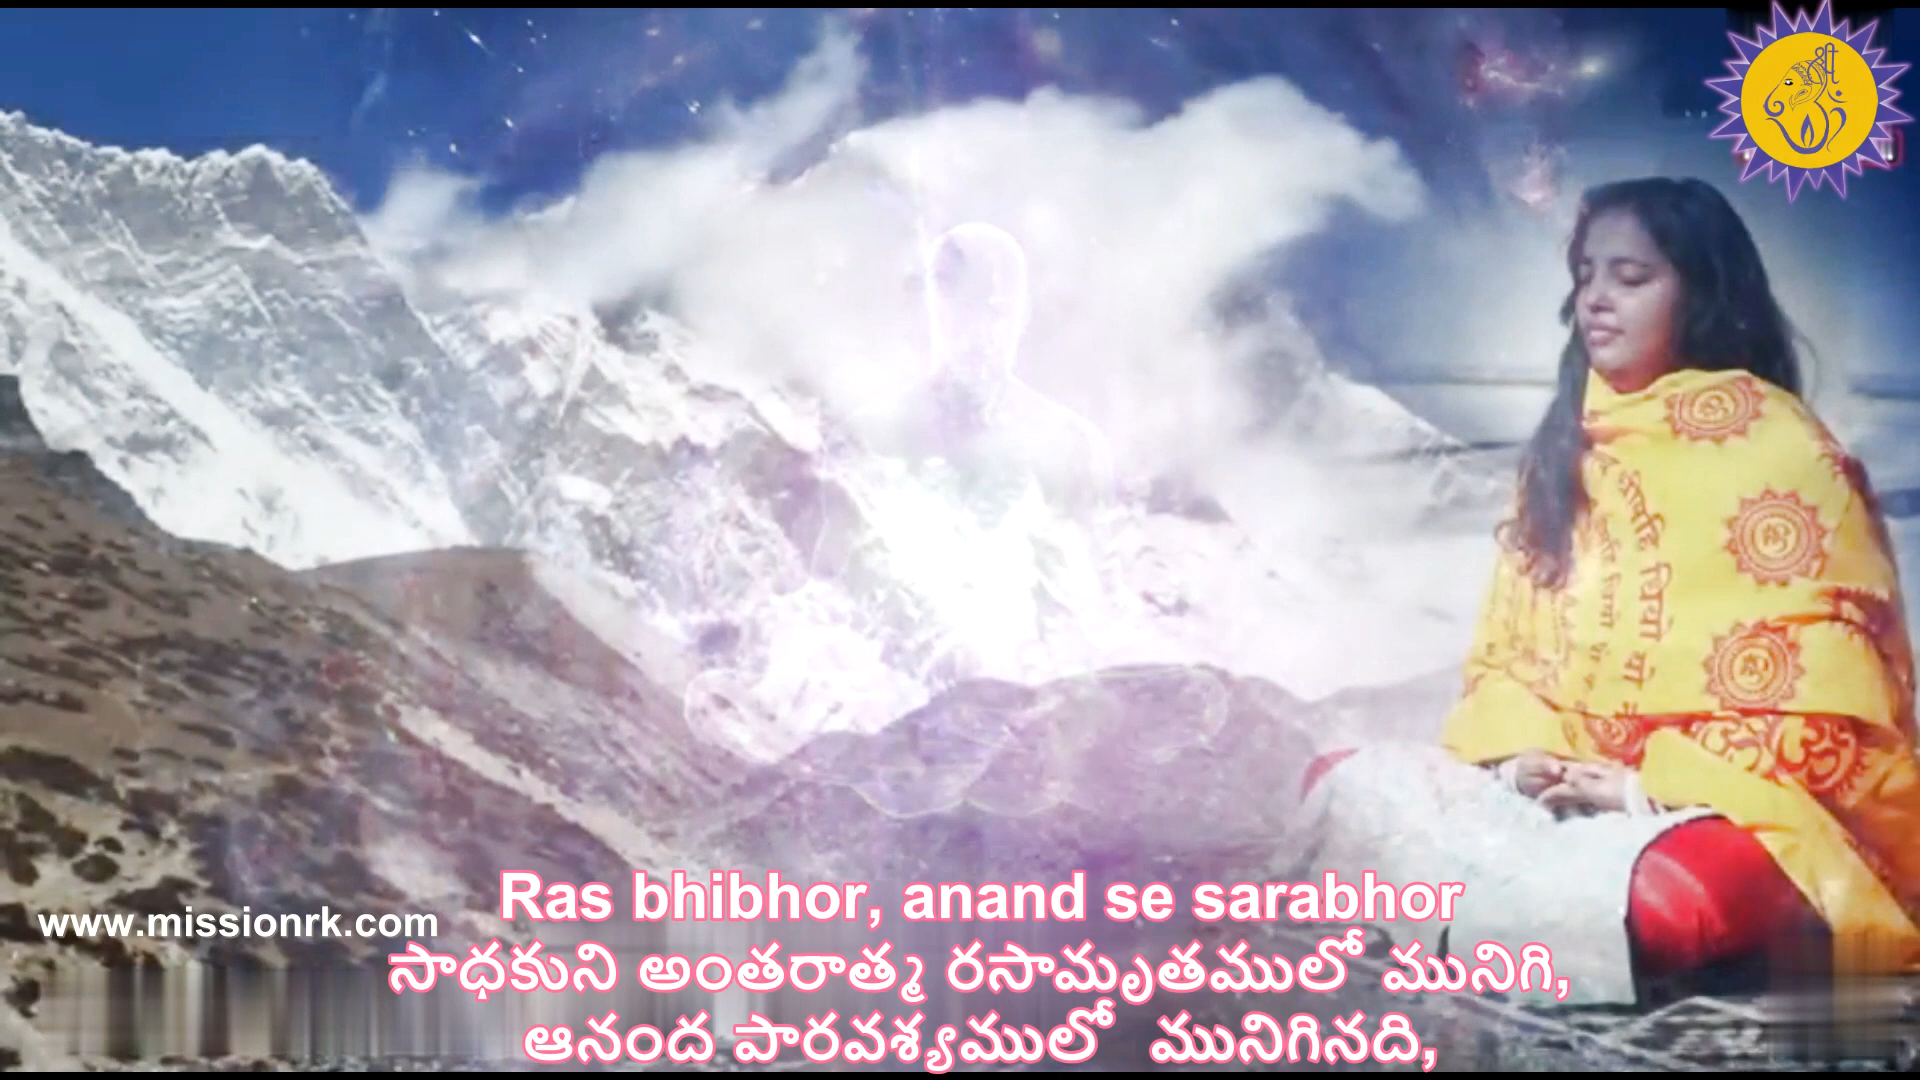 www.missionrk.com
Ras bhibhor, anand se sarabhor
సాధకుని అంతరాత్మ రసామృతములో మునిగి,
ఆనంద పారవశ్యములో మునిగినది,